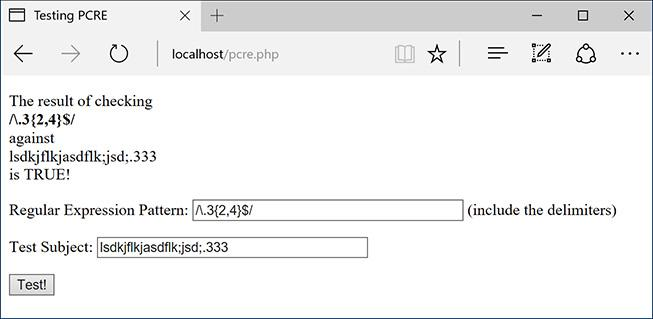 Testing PCRE
localhost/pcre.php
The result of checking
/\.3{2,4}$/
against
lsdkjflkjasdflk;jsd;.333
is TRUE!
Regular Expression Pattern: /\.3{2,4}$/ (include the delimiters)
Test Subject: lsdkjflkjasdflk;jsd;.333
Test!